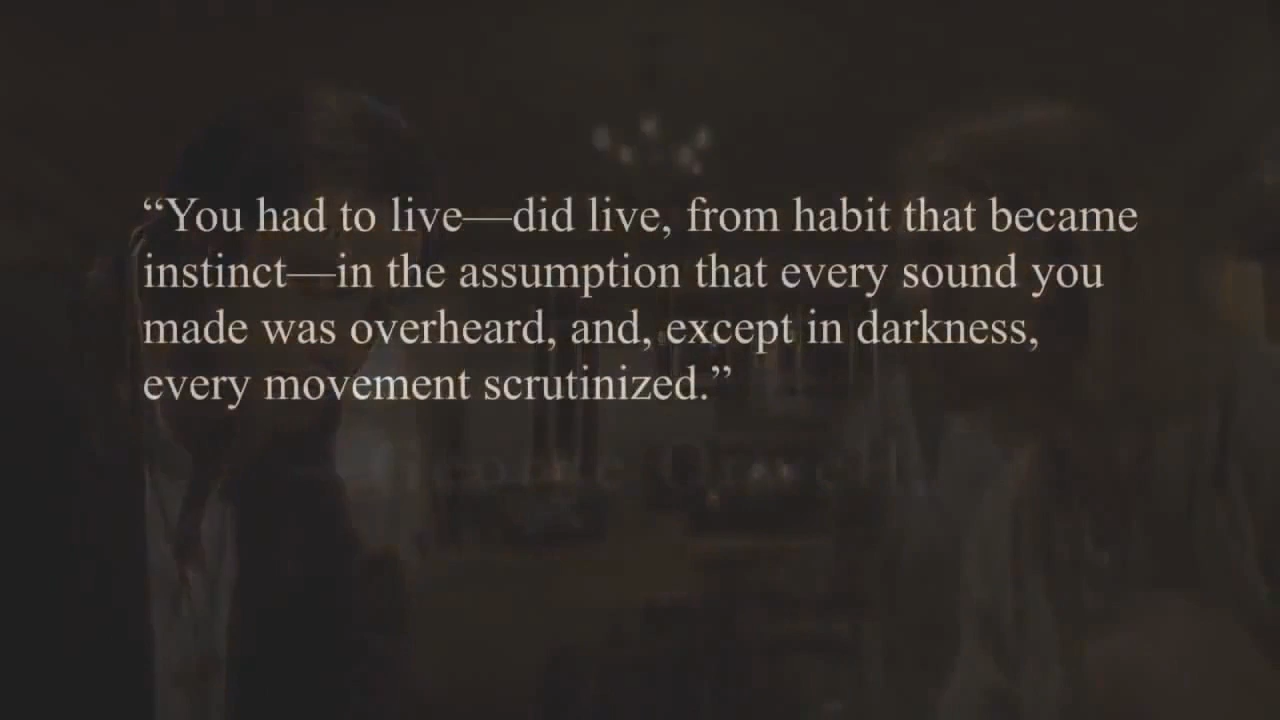 “You had to live—did live, from habit that became
instinct—in the assumption that every sound you
made was overheard, and, except in darkness,
every movement scrutinized.”